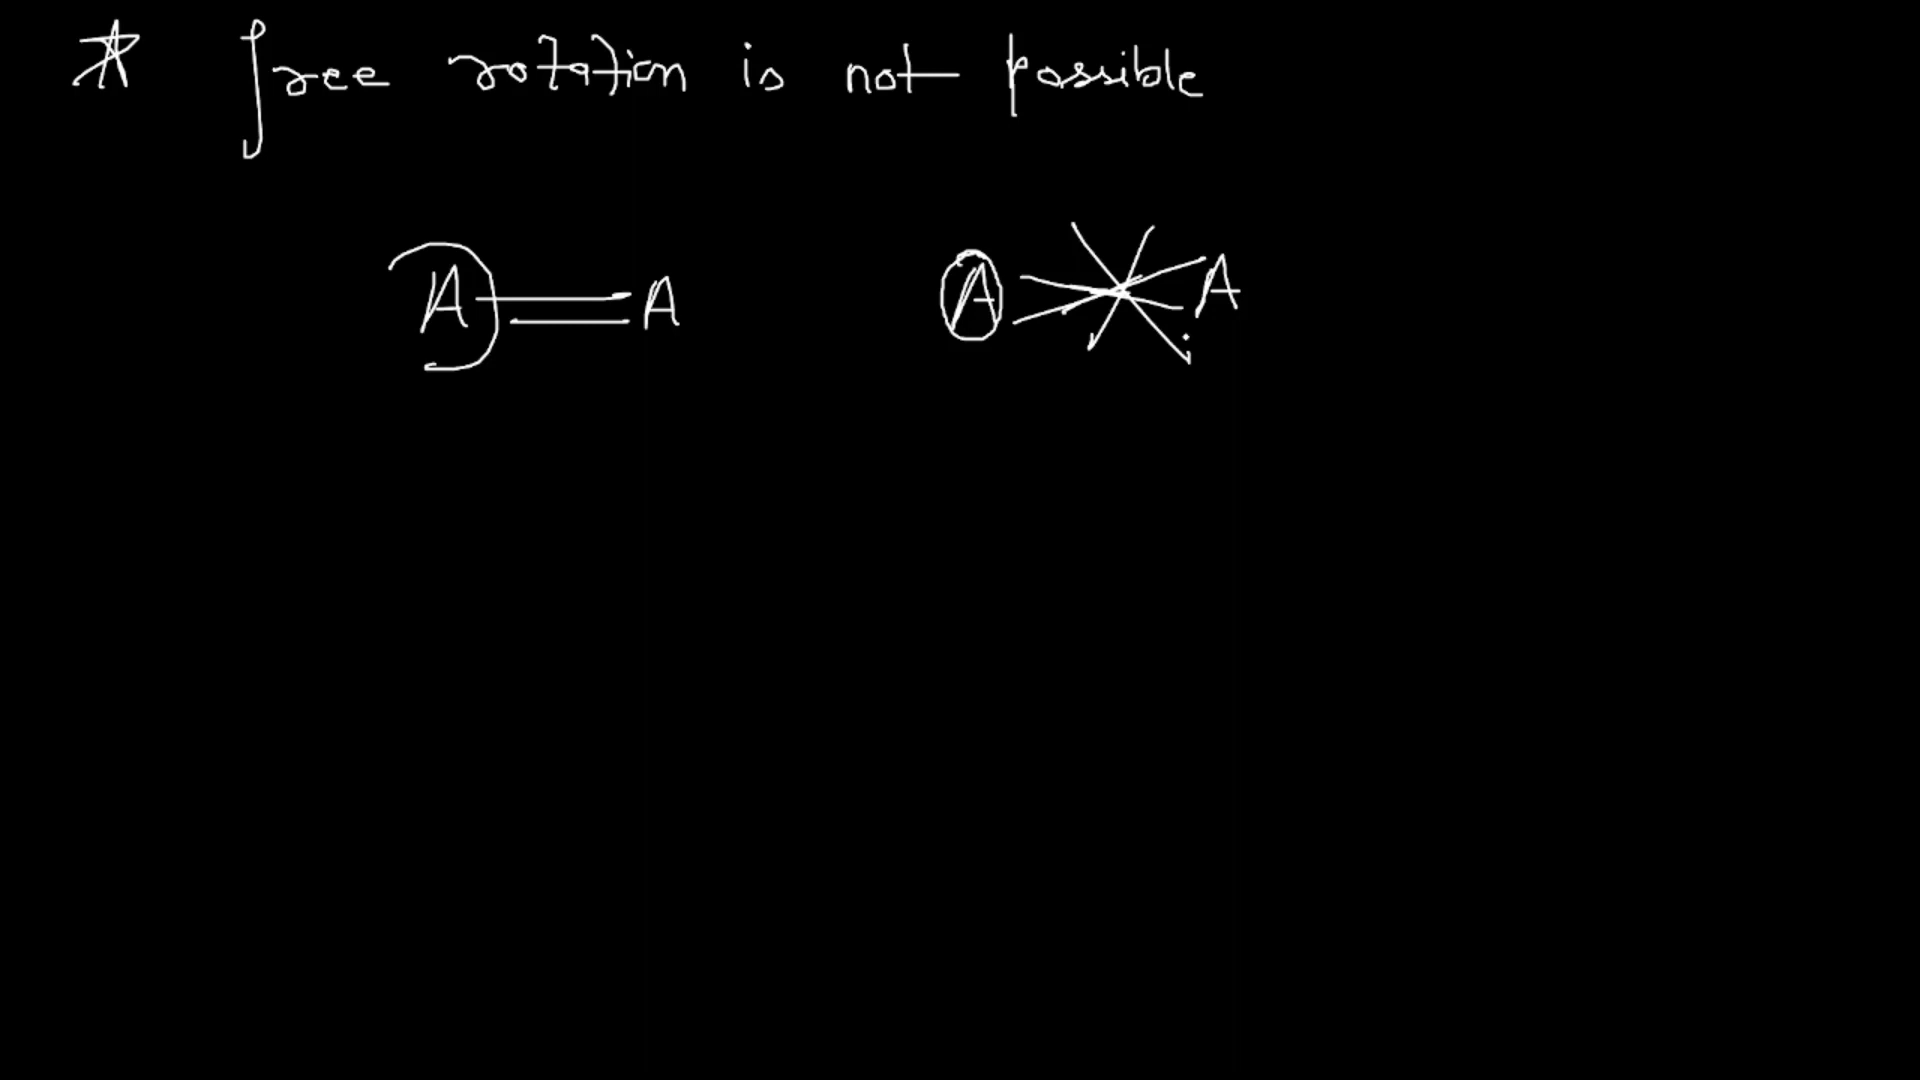 * free rotation is not possible
A = A A A